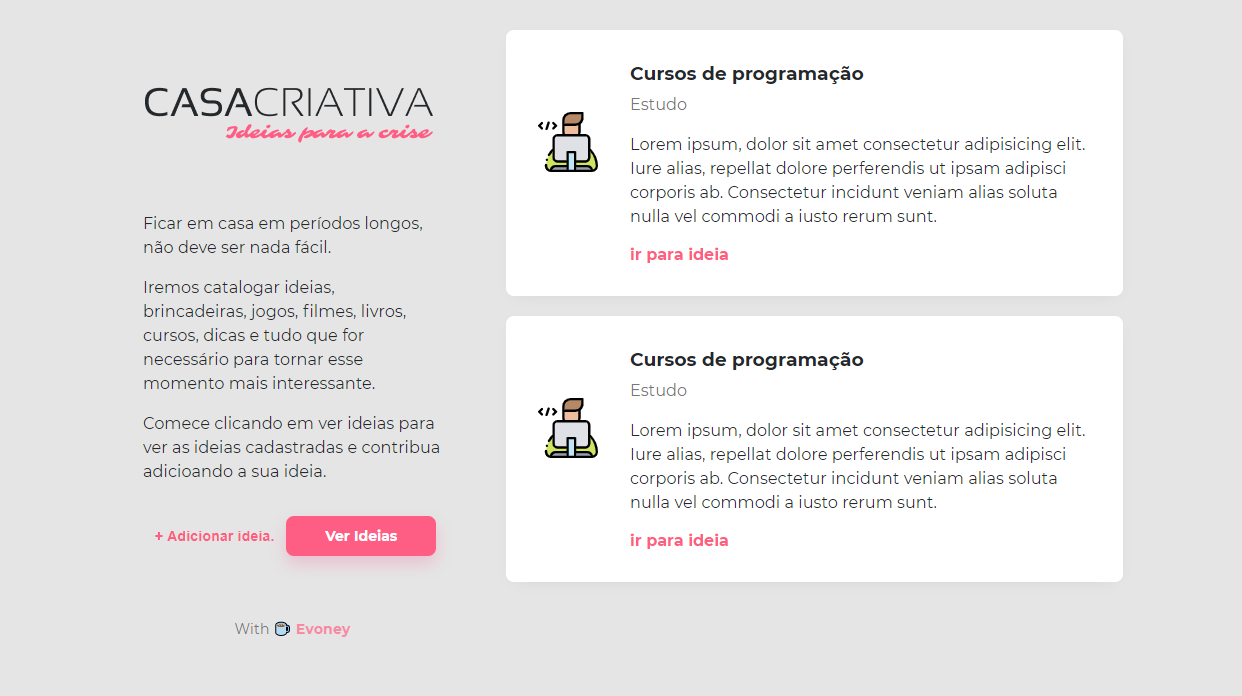 CASACRIATIVA
Ideias para a crise
Ficar em casa em períodos longos,
não deve ser nada fácil.
Iremos catalogar ideias,
brincadeiras, jogos, filmes, livros,
cursos, dicas e tudo que for
necessário para tornar esse
momento mais interessante.
Comece clicando em ver ideias para
ver as ideias cadastradas e contribua
adicioando a sua ideia.
+ Adicionar ideia.
Ver Ideias
With Evoney
Cursos de programação
Estudo
</>
Lorem ipsum, dolor sit amet consectetur adipisicing elit.
Iure alias, repellat dolore perferendis ut ipsam adipisci
corporis ab. Consectetur incidunt veniam alias soluta
nulla vel commodi a iusto rerum sunt.
ir para ideia
Cursos de programação
Estudo
</>
Lorem ipsum, dolor sit amet consectetur adipisicing elit.
Iure alias, repellat dolore perferendis ut ipsam adipisci
corporis ab. Consectetur incidunt veniam alias soluta
nulla vel commodi a iusto rerum sunt.
ir para ideia